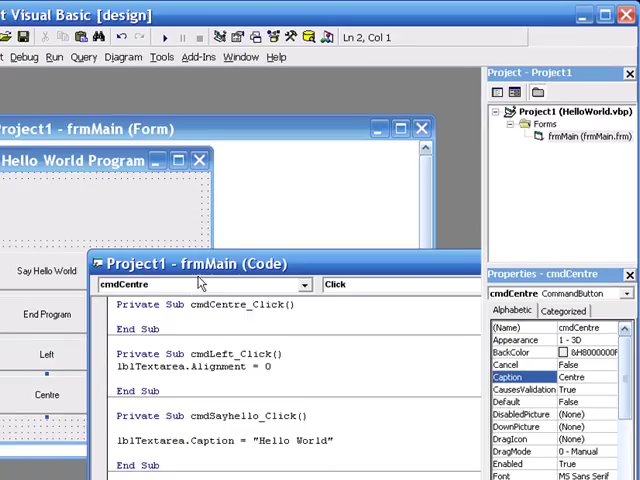 t Visual Basic [design]
Ln 2, Col 1
Debug Run Query Diagram Tools Add-Ins Window Help
Project - Project1
Project1 (HelloWorld.vbp)
Forms
frmMain (frmMain.frm)
roject1 - frmMain (Form)
Hello World Program
Say Hello World
End Program
Left
Centre
Project1 - frmMain (Code)
cmdCentre Click
Private Sub cmdCentre_Click()
End Sub
Private Sub cmdLeft_Click()
lblTextarea.Alignment = 0
End Sub
Private Sub cmdSayhello_Click()
lblTextarea.Caption = "Hello World"
End Sub
Properties - cmdCentre
cmdCentre CommandButton
Alphabetic Categorized
(Name) cmdCentre
Appearance 1 - 3D
BackColor &H8000000F
Cancel False
Caption Centre
CausesValidation True
Default False
DisabledPicture (None)
DownPicture (None)
DragIcon (None)
DragMode 0 - Manual
Enabled True
Font MS Sans Serif